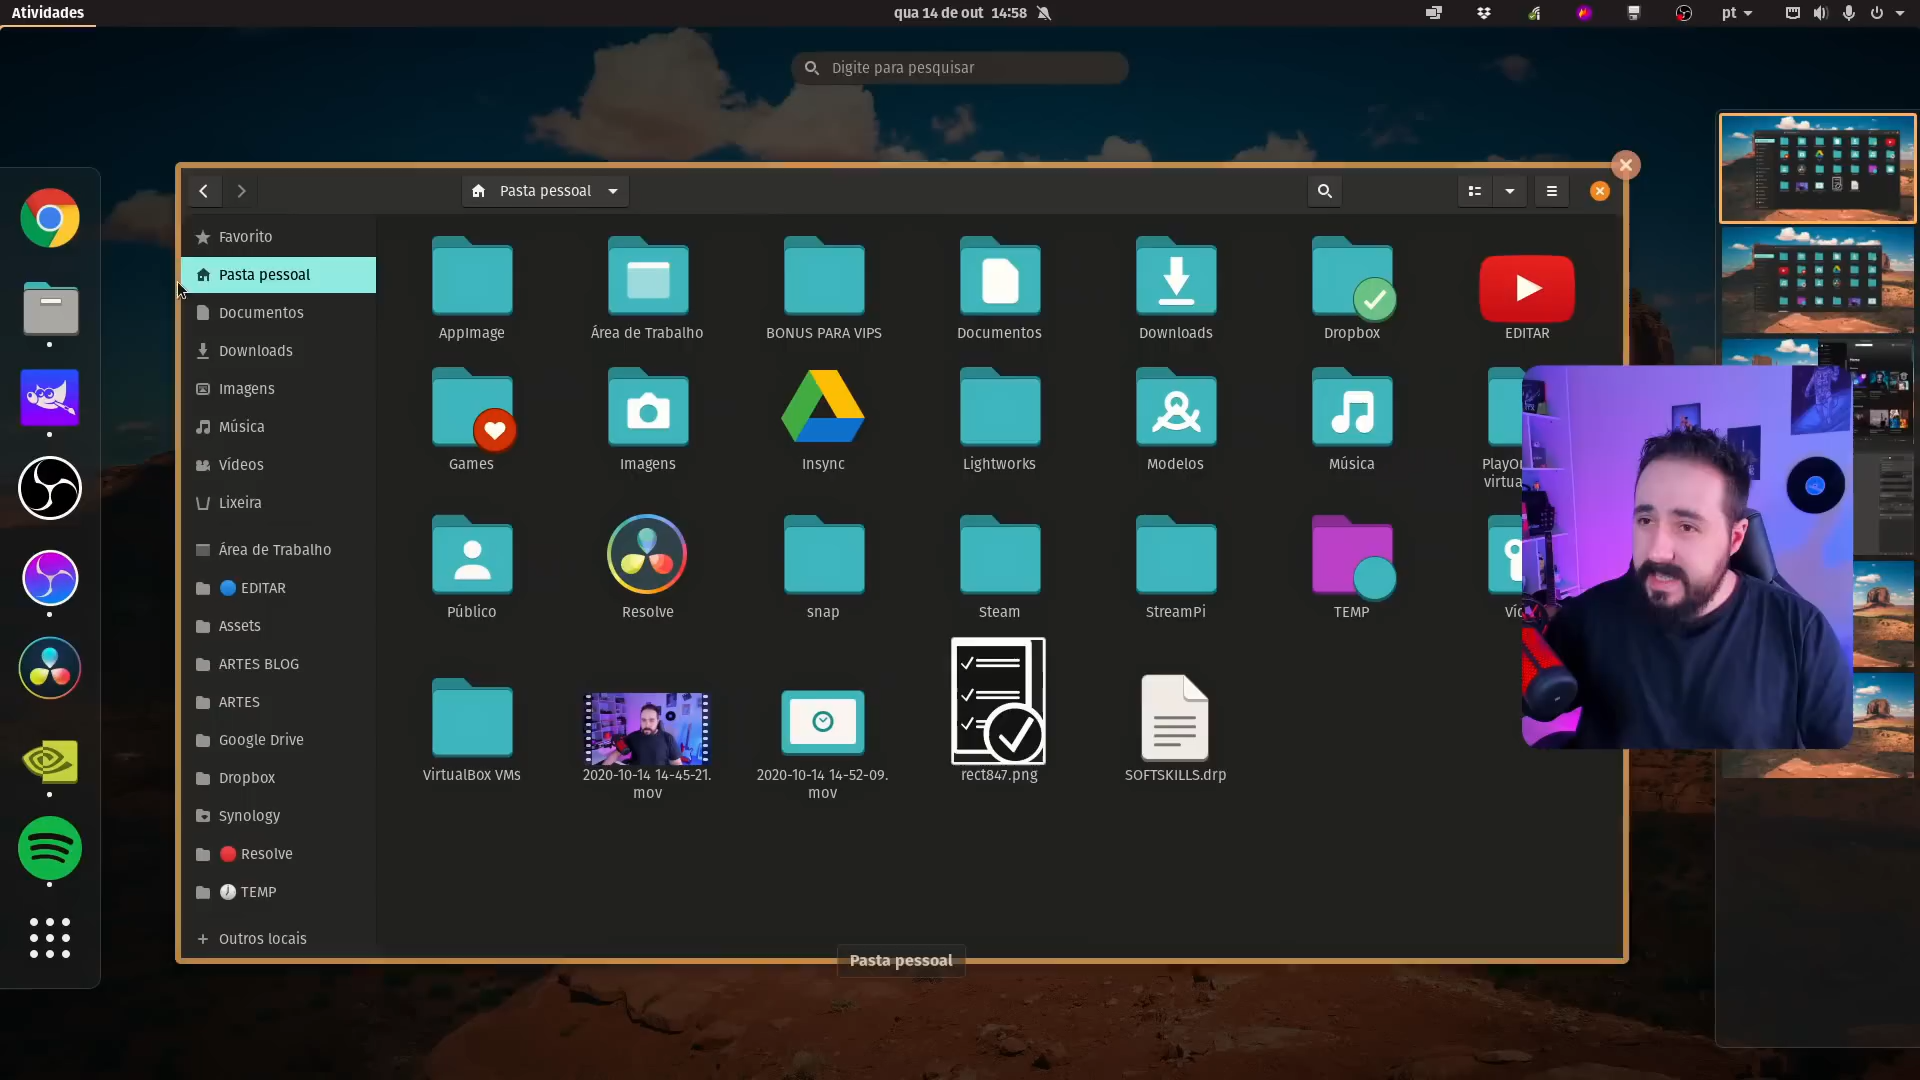 Atividades
qua 14 de out 14:58
pt
Digite para pesquisar
Pasta pessoal
Favorito
Pasta pessoal
Documentos
Downloads
Imagens
Música
Vídeos
Lixeira
Área de Trabalho
EDITAR
Assets
ARTES BLOG
ARTES
Google Drive
Dropbox
Synology
Resolve
TEMP
Outros locais
AppImage
Área de Trabalho
BONUS PARA VIPS
Documentos
Downloads
Dropbox
EDITAR
Games
Imagens
Insync
Lightworks
Modelos
Música
Público
Resolve
snap
Steam
StreamPi
TEMP
VirtualBox VMs
2020-10-14 14-45-21.
mov
2020-10-14 14-52-09.
mov
rect847.png
SOFTSKILLS.drp
Pasta pessoal